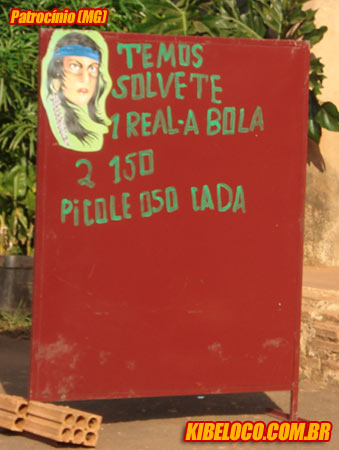 Patrocínio (MG)
TEMOS
SOLVETE
1 REAL-A BOLA
2 150
PICOLE 050 CADA
KIBELOCO.COM.BR